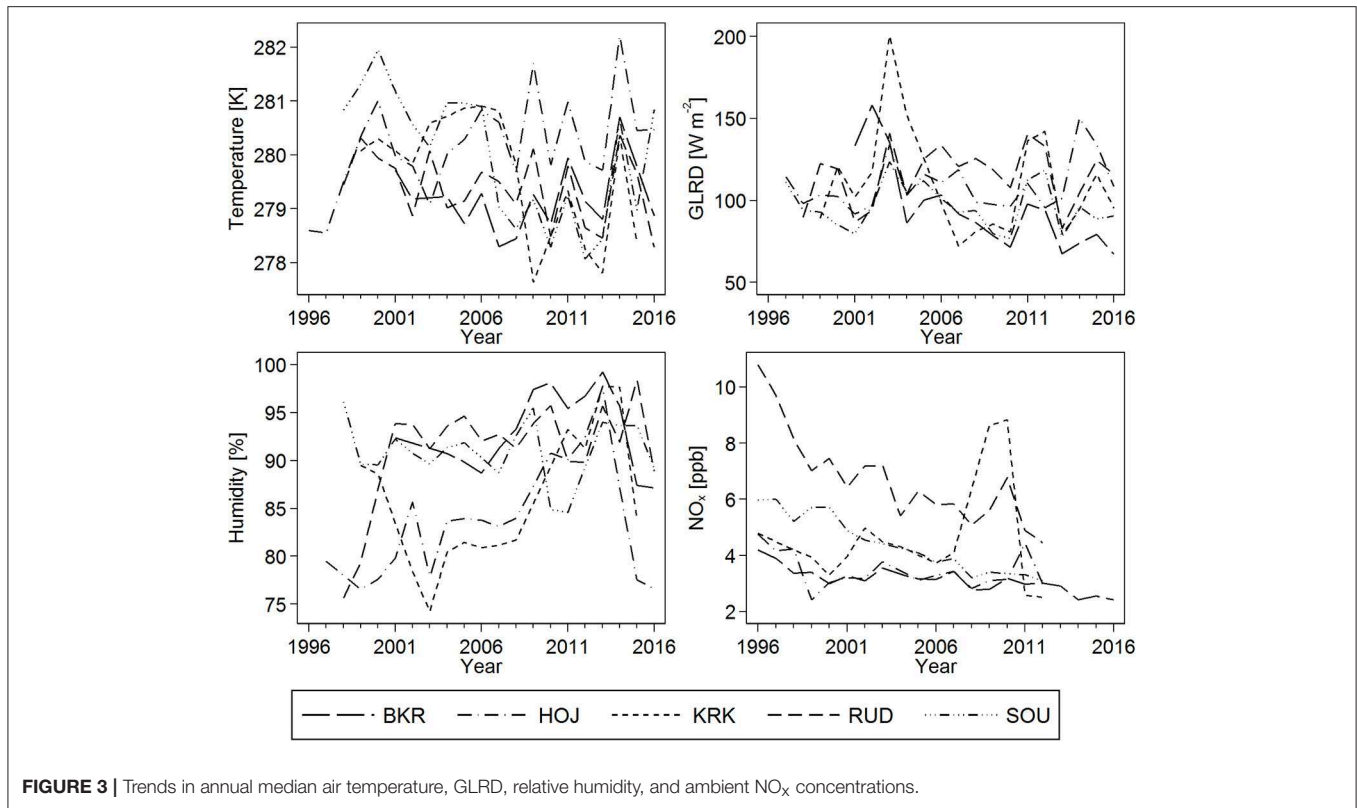 Temperature [K]
282
281
280
279
278
1996 2001 2006 2011 2016
Year
GLRD [W m⁻²]
200
150
100
50
1996 2001 2006 2011 2016
Year
Humidity [%]
100
95
90
85
80
75
1996 2001 2006 2011 2016
Year
NOₓ [ppb]
10
8
6
4
2
1996 2001 2006 2011 2016
Year
BKR HOJ KRK RUD SOU
FIGURE 3 | Trends in annual median air temperature, GLRD, relative humidity, and ambient NOₓ concentrations.